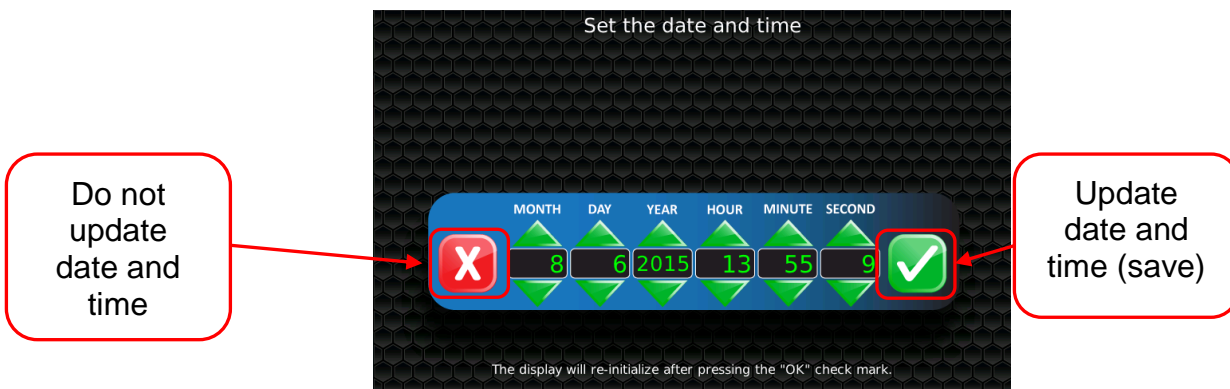 Set the date and time
Do not
update
date and
time
MONTH DAY YEAR HOUR MINUTE SECOND
X 8 6 2015 13 55 9
Update
date and
time (save)
The display will re-initialize after pressing the "OK" check mark.